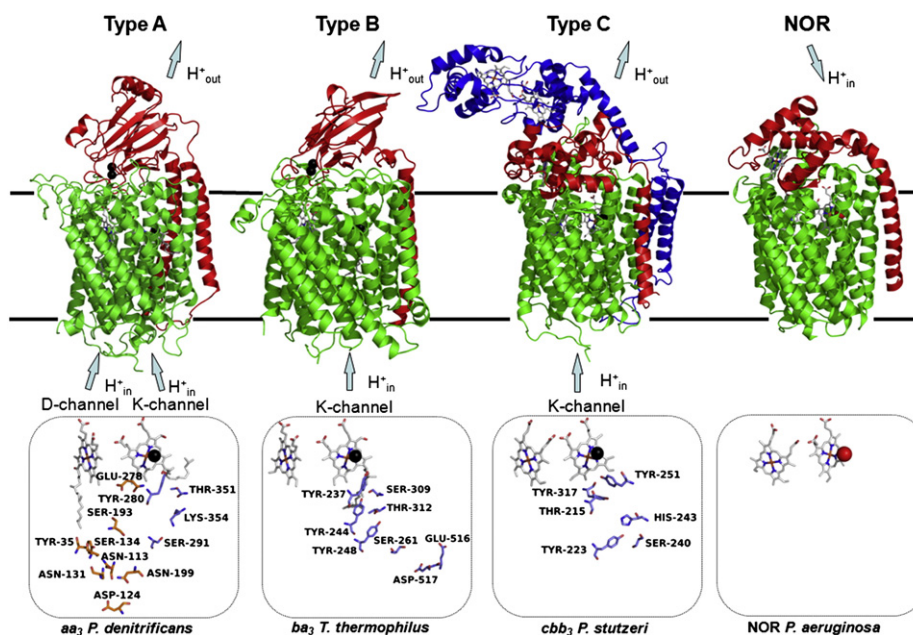 Type A
Type B
Type C
NOR
H+out
H+out
H+out
H+in
H+in
H+in
H+in
H+in
D-channel
K-channel
K-channel
K-channel
GLU-278
TYR-280
THR-351
SER-193
LYS-354
TYR-35
SER-134
SER-291
ASN-113
ASN-131
ASN-199
ASP-124
TYR-237
SER-309
THR-312
TYR-244
TYR-248
SER-261
GLU-516
ASP-517
TYR-251
TYR-317
THR-215
HIS-243
TYR-223
SER-240
aa3 P. denitrificans
ba3 T. thermophilus
cbb3 P. stutzeri
NOR P. aeruginosa